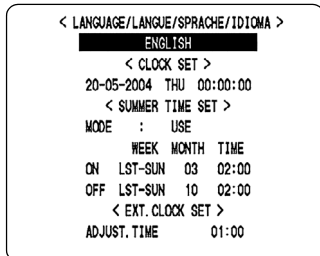 < LANGUAGE/LANGUE/SPRACHE/IDIOMA >
ENGLISH
< CLOCK SET >
20-05-2004 THU 00:00:00
< SUMMER TIME SET >
MODE : USE
WEEK MONTH TIME
ON LST-SUN 03 02:00
OFF LST-SUN 10 02:00
< EXT.CLOCK SET >
ADJUST.TIME 01:00